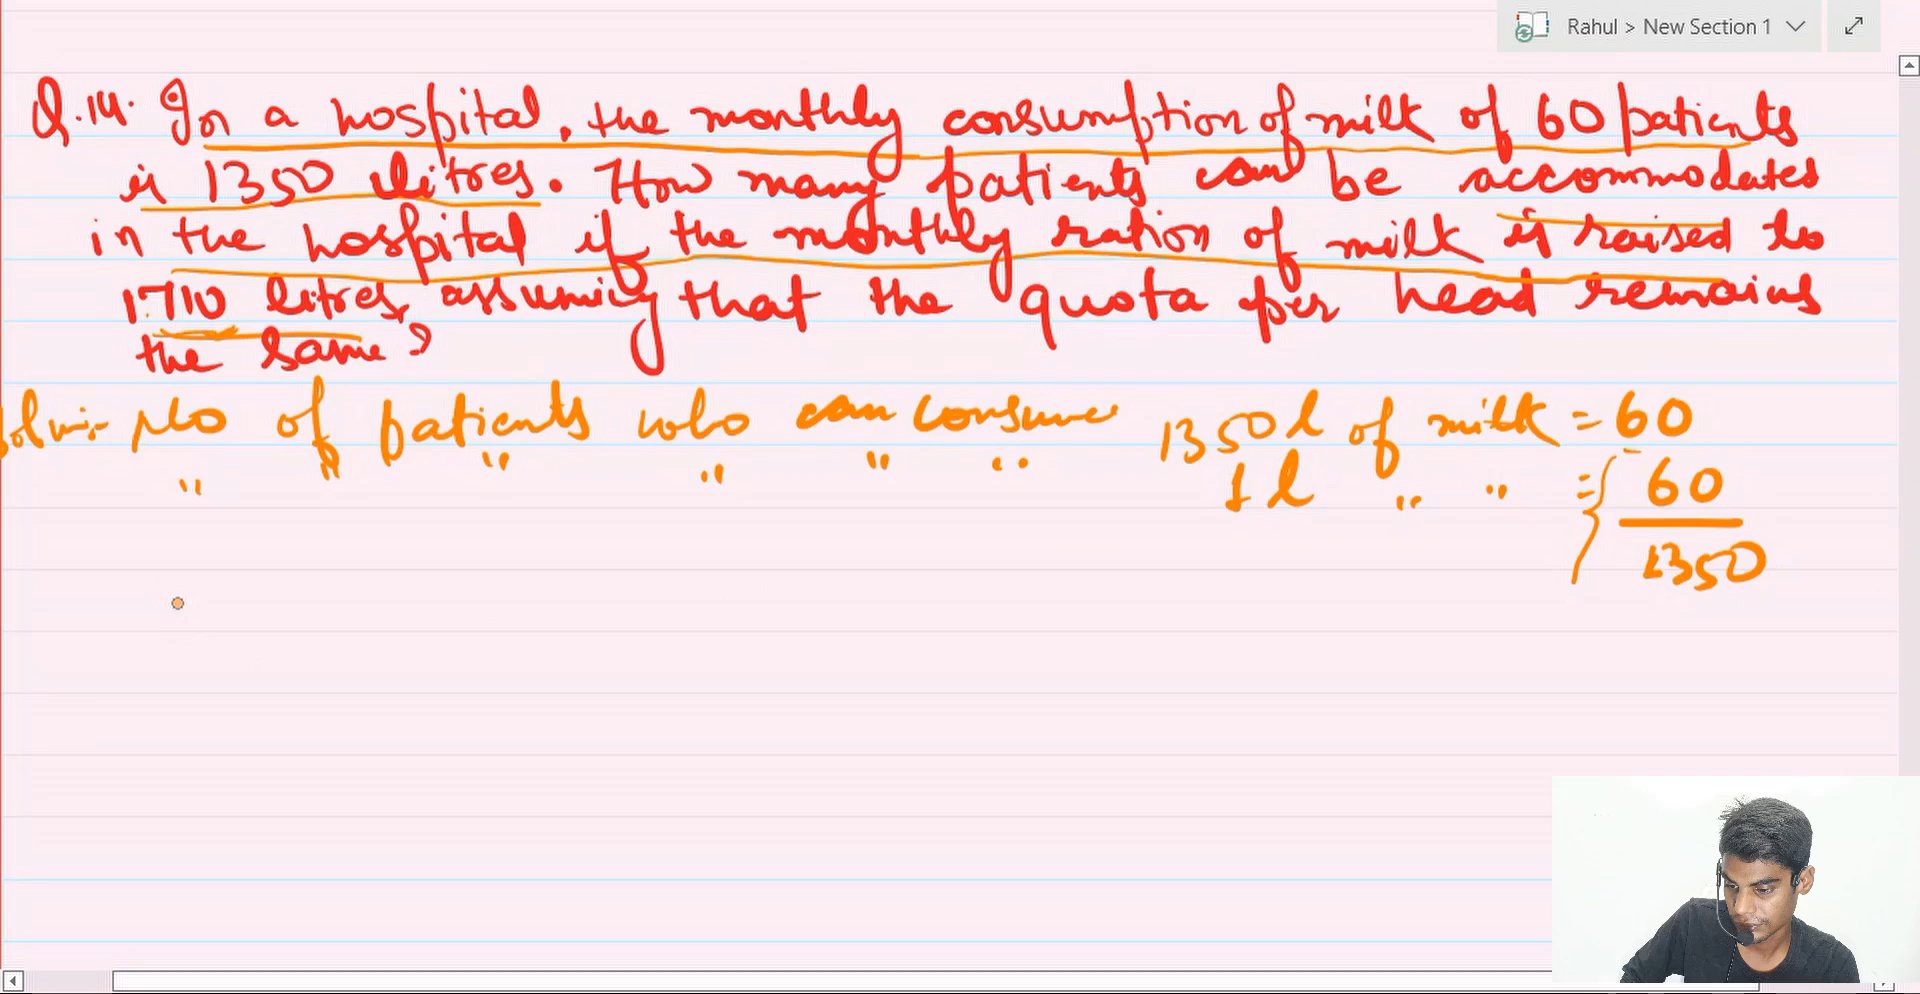 Rahul > New Section 1
Q.14. In a hospital, the monthly consumption of milk of 60 patients
is 1350 litres. How many patients can be accommodated
in the hospital if the monthly ration of milk is raised to
1710 litres, assuming that the quota per head remains
the same?
Soln:- No of patients who can consume 1350 l of milk = 60
" " " " " " 1 l " " = 60
1350